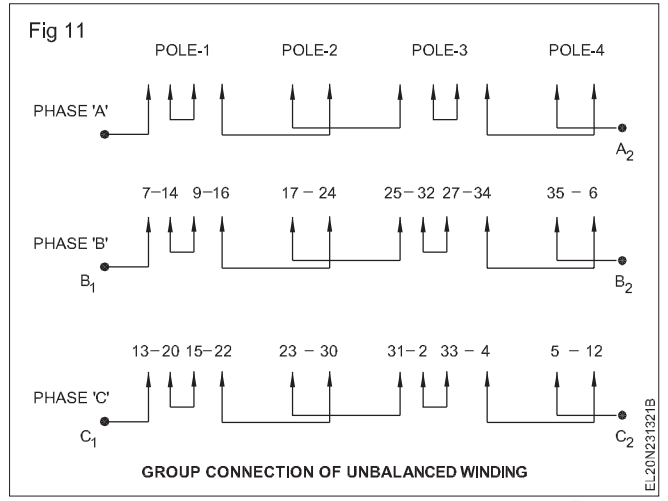 Fig 11
POLE-1 POLE-2 POLE-3 POLE-4
PHASE 'A'
A2
7–14 9–16 17 – 24 25–32 27–34 35 – 6
PHASE 'B'
B1 B2
13–20 15–22 23 – 30 31–2 33 – 4 5 – 12
PHASE 'C'
C1 C2
GROUP CONNECTION OF UNBALANCED WINDING
EL20N231321B